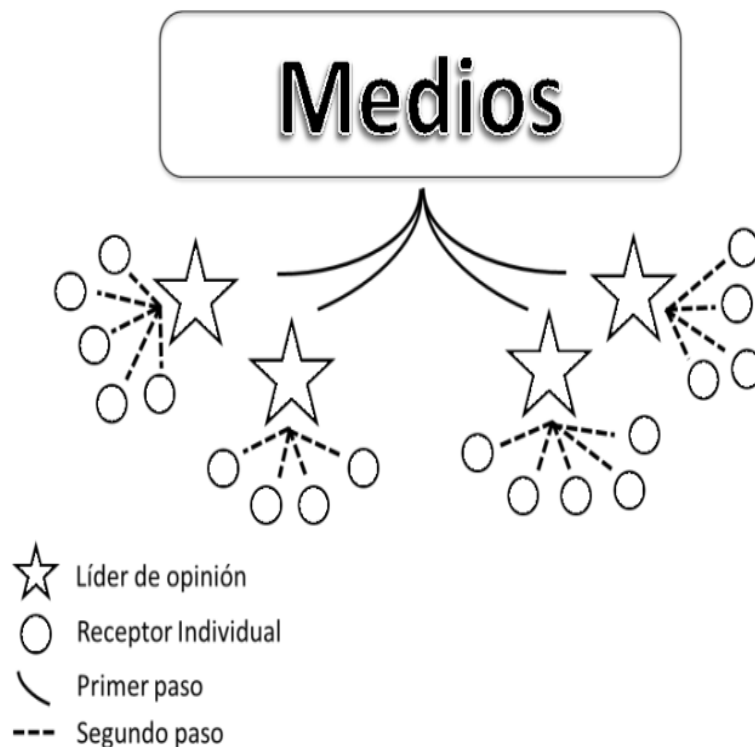 Medios
Líder de opinión
Receptor Individual
Primer paso
Segundo paso